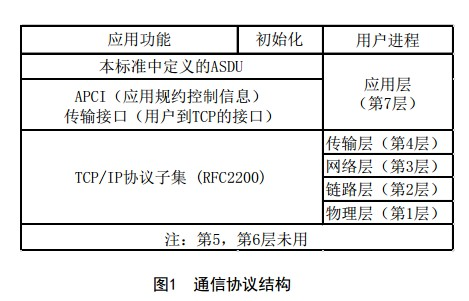 应用功能 初始化 用户进程
本标准中定义的ASDU
APCI（应用规约控制信息）
传输接口（用户到TCP的接口）
应用层
（第7层）
TCP/IP协议子集 (RFC2200)
传输层（第4层）
网络层（第3层）
链路层（第2层）
物理层（第1层）
注：第5，第6层未用
图1 通信协议结构